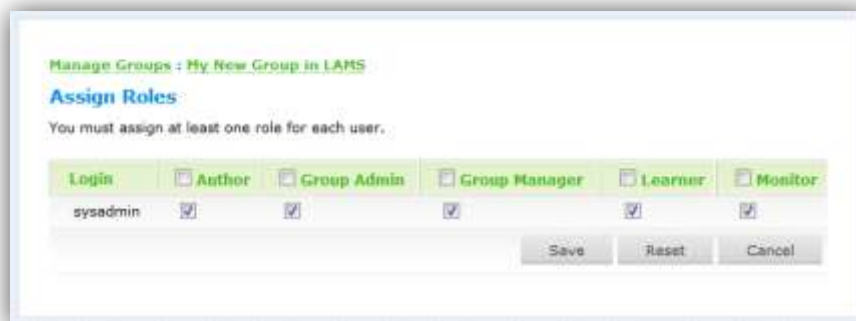 Manage Groups : My New Group in LAMS
Assign Roles
You must assign at least one role for each user.
Login Author Group Admin Group Manager Learner Monitor
sysadmin
Save Reset Cancel